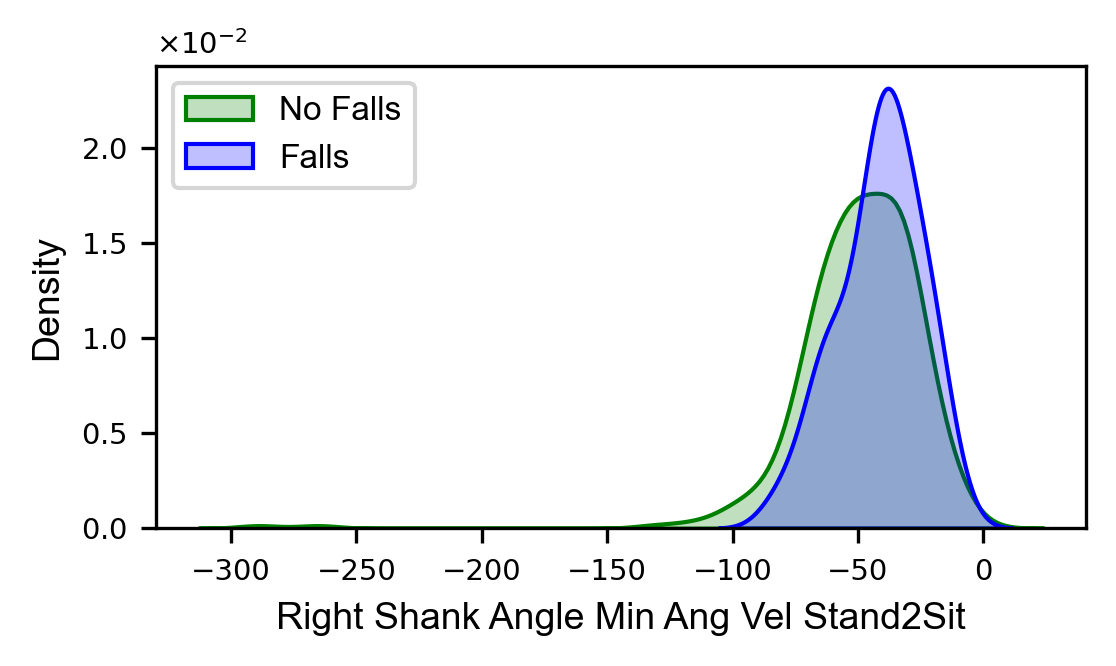 ×10⁻²
No Falls
Falls
2.0
1.5
1.0
0.5
0.0
Density
−300 −250 −200 −150 −100 −50 0
Right Shank Angle Min Ang Vel Stand2Sit